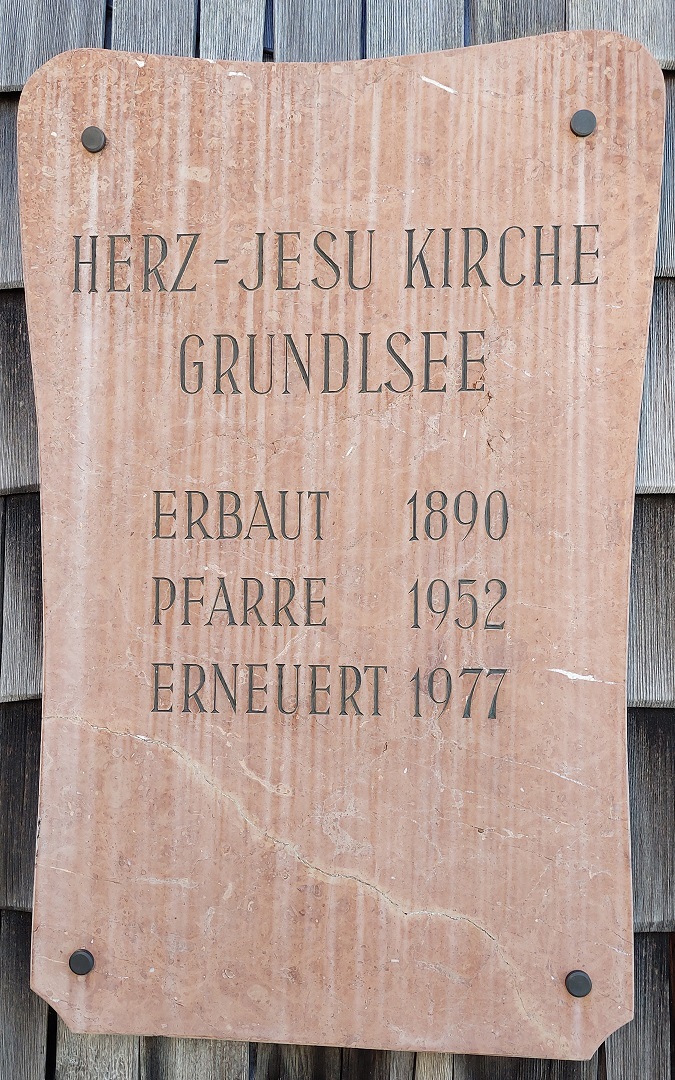 HERZ-JESU KIRCHE
GRUNDLSEE
ERBAUT 1890
PFARRE 1952
ERNEUERT 1977